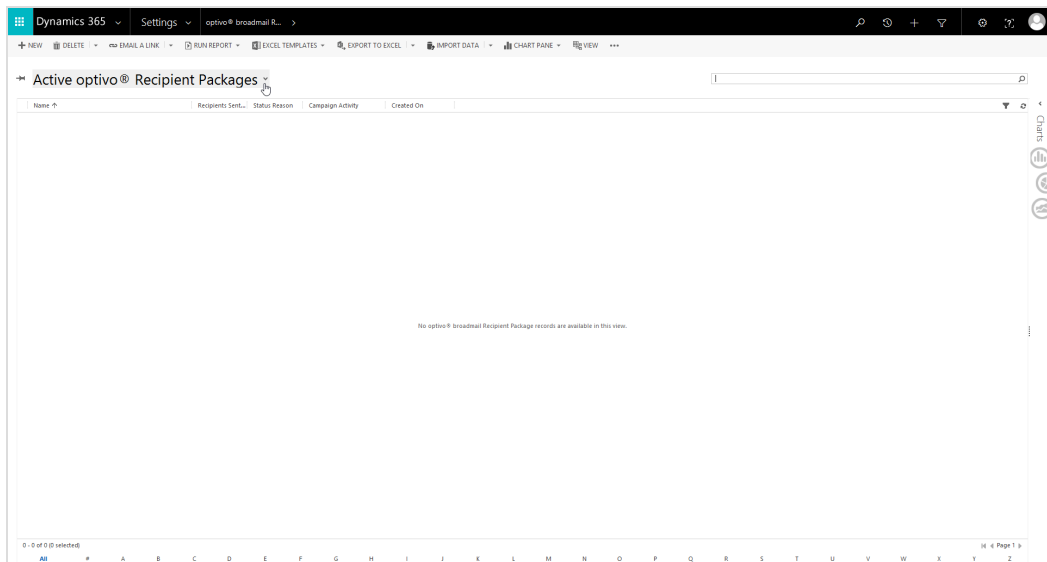 Dynamics 365 Settings optivo® broadmail R...
NEW DELETE EMAIL A LINK RUN REPORT EXCEL TEMPLATES EXPORT TO EXCEL IMPORT DATA CHART PANE VIEW
Active optivo® Recipient Packages
Name Recipients Sent... Status Reason Campaign Activity Created On
Charts
No optivo® broadmail Recipient Package records are available in this view.
0 - 0 of 0 (0 selected) Page 1
All # A B C D E F G H I J K L M N O P Q R S T U V W X Y Z